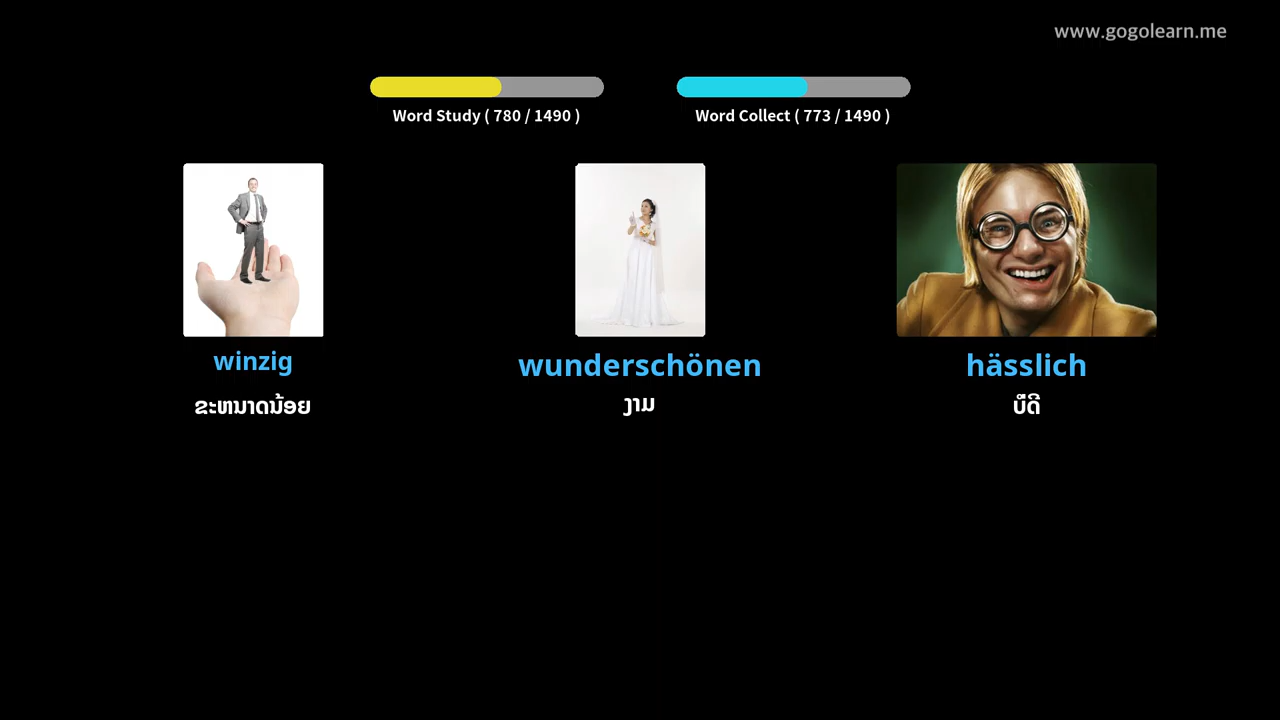 www.gogolearn.me
Word Study ( 780 / 1490 )
Word Collect ( 773 / 1490 )
winzig
wunderschönen
hässlich
ຂະຫນາດນ້ອຍ
ງາມ
ບໍ່ດີ